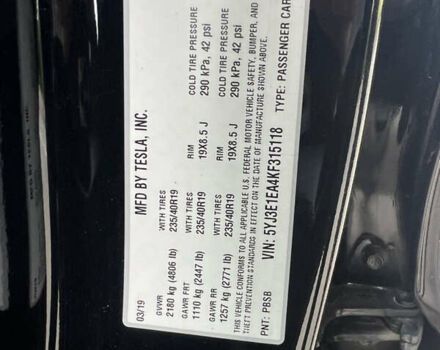 MFD BY TESLA, INC.
03/19
GVWR
2180 kg (4806 lb)
GAWR FRT WITH TIRES RIM COLD TIRE PRESSURE
1110 kg (2447 lb) 235/40R19 19X8.5 J 290 kPa, 42 psi
GAWR RR WITH TIRES RIM COLD TIRE PRESSURE
1257 kg (2771 lb) 235/40R19 19X8.5 J 290 kPa, 42 psi
THIS VEHICLE CONFORMS TO ALL APPLICABLE U.S. FEDERAL MOTOR VEHICLE SAFETY, BUMPER, AND
THEFT PREVENTION STANDARDS IN EFFECT ON THE DATE OF MANUFACTURE SHOWN ABOVE.
VIN: 5YJ3E1EA4KF315118
PNT: PBSB TYPE: PASSENGER CAR